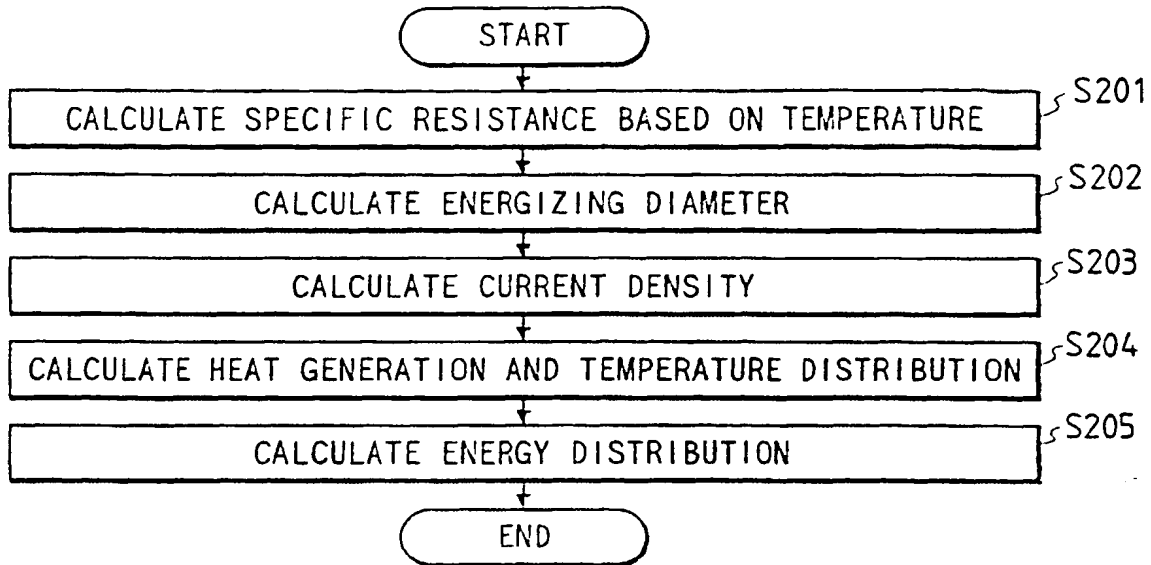 START
CALCULATE SPECIFIC RESISTANCE BASED ON TEMPERATURE
S201
CALCULATE ENERGIZING DIAMETER
S202
CALCULATE CURRENT DENSITY
S203
CALCULATE HEAT GENERATION AND TEMPERATURE DISTRIBUTION
S204
CALCULATE ENERGY DISTRIBUTION
S205
END